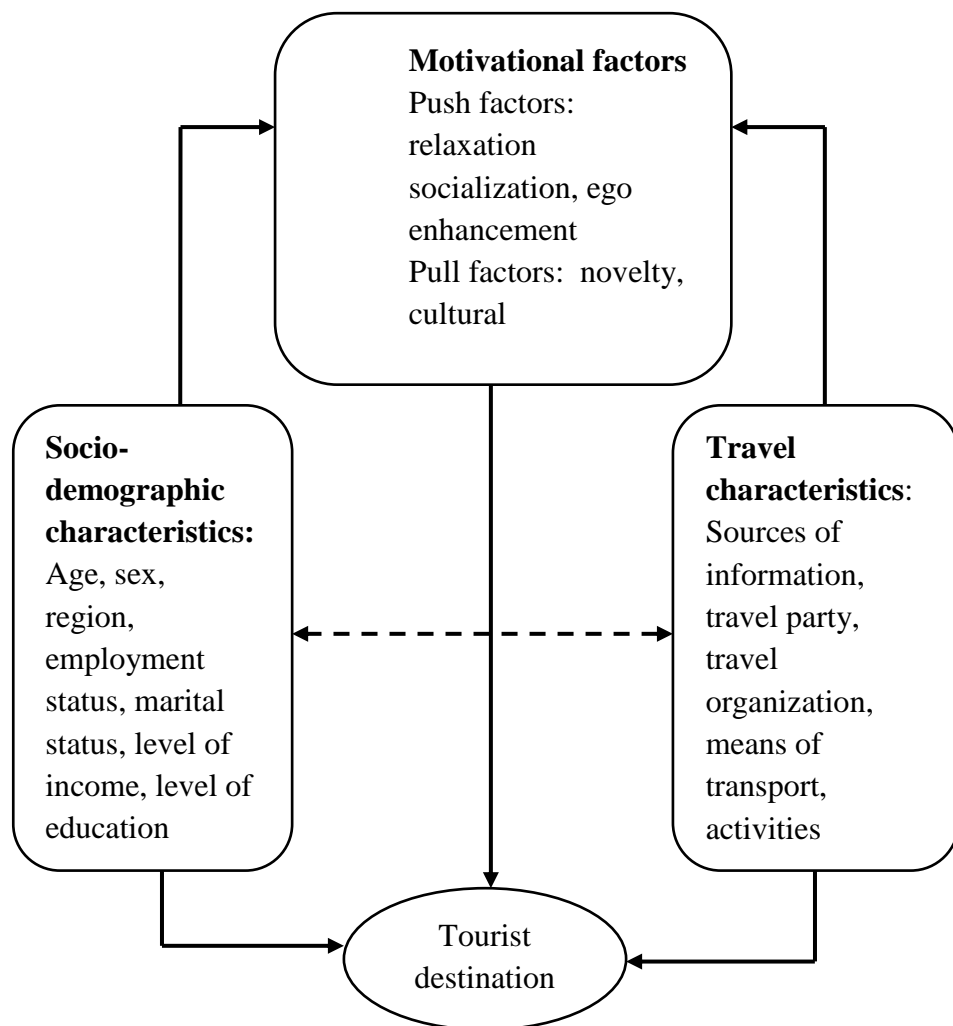 Motivational factors
Push factors:
relaxation
socialization, ego
enhancement
Pull factors:  novelty,
cultural
Socio-
demographic
characteristics:
Age, sex,
region,
employment
status, marital
status, level of
income, level of
education
Travel
characteristics:
Sources of
information,
travel party,
travel
organization,
means of
transport,
activities
Tourist
destination